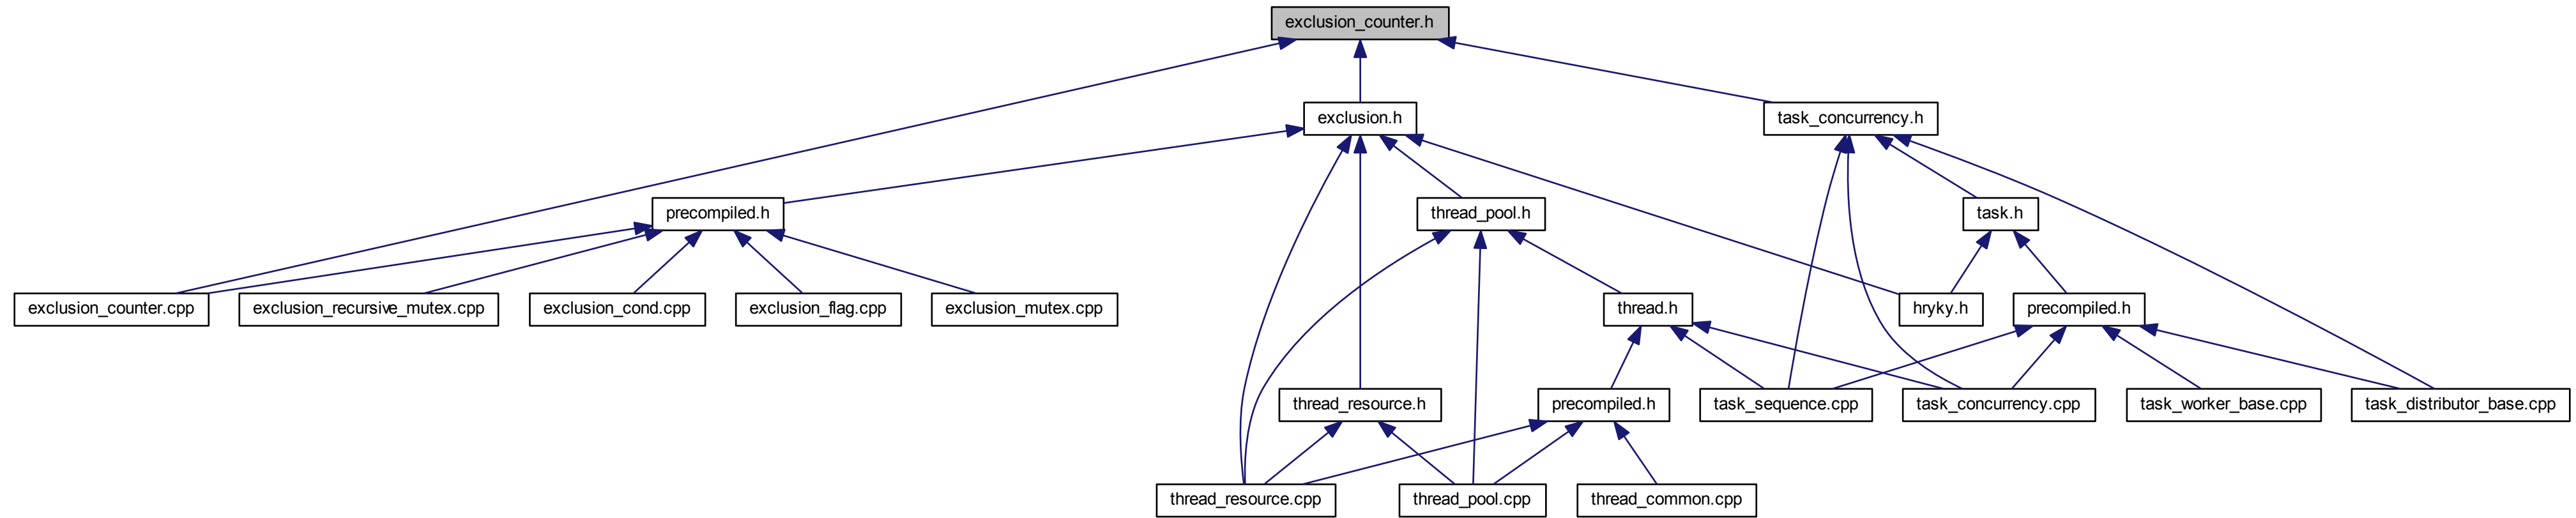 exclusion_counter.h
exclusion.h
task_concurrency.h
precompiled.h
thread_pool.h
task.h
exclusion_counter.cpp
exclusion_recursive_mutex.cpp
exclusion_cond.cpp
exclusion_flag.cpp
exclusion_mutex.cpp
thread.h
hryky.h
precompiled.h
thread_resource.h
precompiled.h
task_sequence.cpp
task_concurrency.cpp
task_worker_base.cpp
task_distributor_base.cpp
thread_resource.cpp
thread_pool.cpp
thread_common.cpp